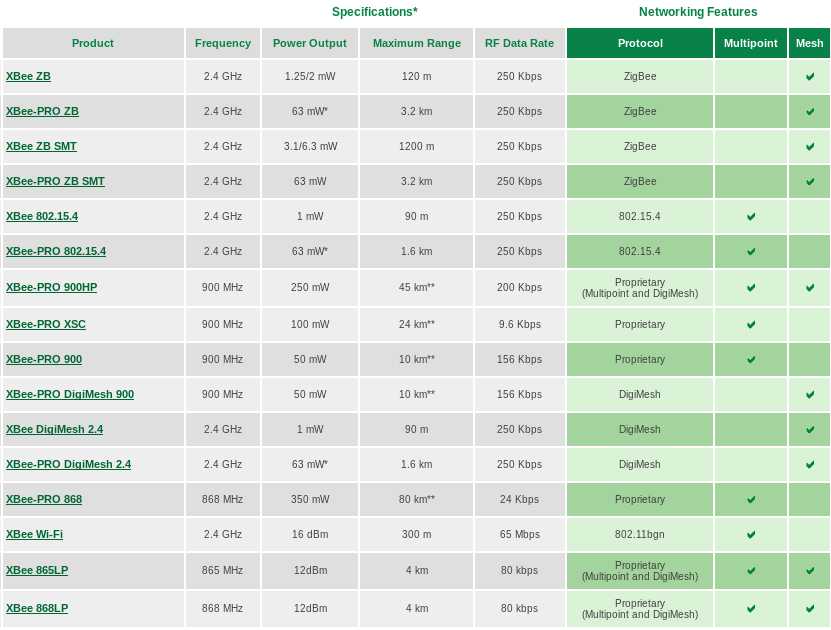 Specifications* Networking Features
Product Frequency Power Output Maximum Range RF Data Rate Protocol Multipoint Mesh
XBee ZB 2.4 GHz 1.25/2 mW 120 m 250 Kbps ZigBee ✔
XBee-PRO ZB 2.4 GHz 63 mW* 3.2 km 250 Kbps ZigBee ✔
XBee ZB SMT 2.4 GHz 3.1/6.3 mW 1200 m 250 Kbps ZigBee ✔
XBee-PRO ZB SMT 2.4 GHz 63 mW 3.2 km 250 Kbps ZigBee ✔
XBee 802.15.4 2.4 GHz 1 mW 90 m 250 Kbps 802.15.4 ✔
XBee-PRO 802.15.4 2.4 GHz 63 mW* 1.6 km 250 Kbps 802.15.4 ✔
XBee-PRO 900HP 900 MHz 250 mW 45 km** 200 Kbps Proprietary
(Multipoint and DigiMesh) ✔ ✔
XBee-PRO XSC 900 MHz 100 mW 24 km** 9.6 Kbps Proprietary ✔
XBee-PRO 900 900 MHz 50 mW 10 km** 156 Kbps Proprietary ✔
XBee-PRO DigiMesh 900 900 MHz 50 mW 10 km** 156 Kbps DigiMesh ✔
XBee DigiMesh 2.4 2.4 GHz 1 mW 90 m 250 Kbps DigiMesh ✔
XBee-PRO DigiMesh 2.4 2.4 GHz 63 mW* 1.6 km 250 Kbps DigiMesh ✔
XBee-PRO 868 868 MHz 350 mW 80 km** 24 Kbps Proprietary ✔
XBee Wi-Fi 2.4 GHz 16 dBm 300 m 65 Mbps 802.11bgn ✔
XBee 865LP 865 MHz 12dBm 4 km 80 kbps Proprietary
(Multipoint and DigiMesh) ✔ ✔
XBee 868LP 868 MHz 12dBm 4 km 80 kbps Proprietary
(Multipoint and DigiMesh) ✔ ✔